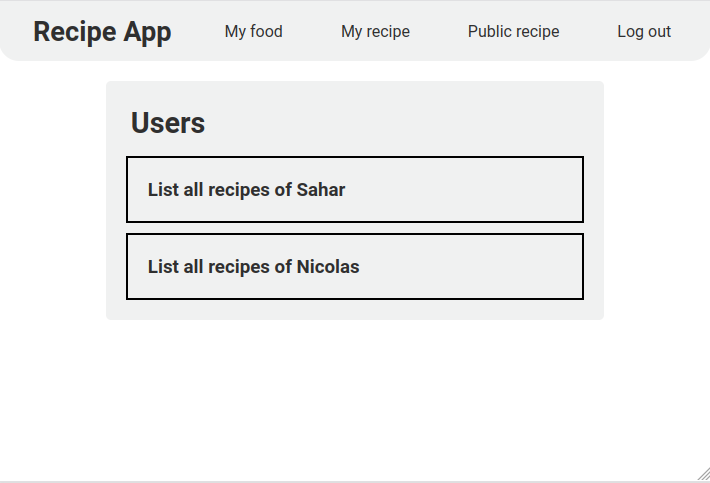 Recipe App My food My recipe Public recipe Log out
Users
List all recipes of Sahar
List all recipes of Nicolas